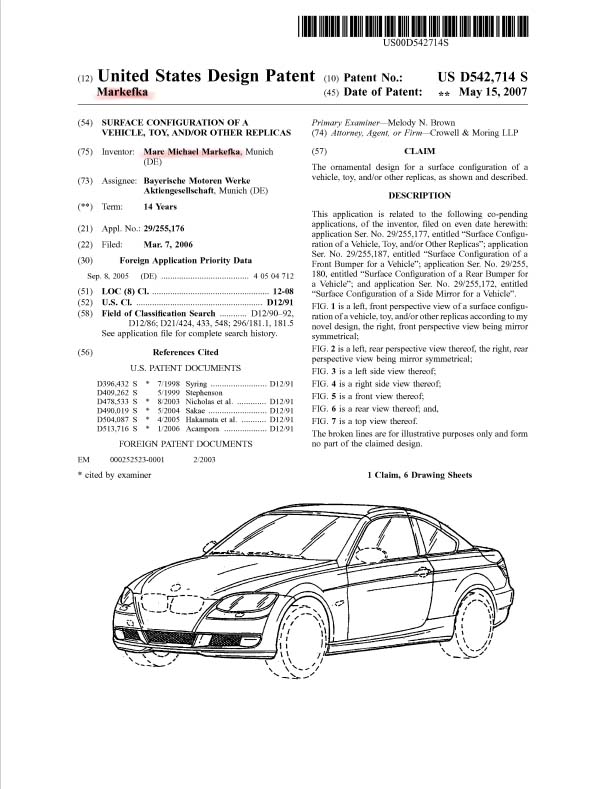 US00D542714S
(12) United States Design Patent
Markefka
(10) Patent No.: US D542,714 S
(45) Date of Patent: ** May 15, 2007
(54) SURFACE CONFIGURATION OF A
VEHICLE, TOY, AND/OR OTHER REPLICAS
(75) Inventor: Marc Michael Markefka, Munich
(DE)
(73) Assignee: Bayerische Motoren Werke
Aktiengesellschaft, Munich (DE)
(**) Term: 14 Years
(21) Appl. No.: 29/255,176
(22) Filed: Mar. 7, 2006
(30) Foreign Application Priority Data
Sep. 8, 2005 (DE) ....................................... 4 05 04 712
(51) LOC (8) Cl. .................................................. 12-08
(52) U.S. Cl. ..................................................... D12/91
(58) Field of Classification Search ............ D12/90–92,
D12/86; D21/424, 433, 548; 296/181.1, 181.5
See application file for complete search history.
(56) References Cited
U.S. PATENT DOCUMENTS
D396,432 S * 7/1998 Syring ......................... D12/91
D409,262 S 5/1999 Stephenson
D478,533 S * 8/2003 Nicholas et al. ............. D12/91
D490,019 S * 5/2004 Sakae .......................... D12/91
D504,087 S * 4/2005 Hakamata et al. ........... D12/91
D513,716 S * 1/2006 Acampora ................... D12/91
FOREIGN PATENT DOCUMENTS
EM 000252523-0001 2/2003
* cited by examiner
Primary Examiner—Melody N. Brown
(74) Attorney, Agent, or Firm—Crowell & Moring LLP
(57) CLAIM
The ornamental design for a surface configuration of a
vehicle, toy, and/or other replicas, as shown and described.
DESCRIPTION
This application is related to the following co-pending
applications, of the inventor, filed on even date herewith:
application Ser. No. 29/255,177, entitled “Surface Configu-
ration of a Vehicle, Toy, and/or Other Replicas”; application
Ser. No. 29/255,187, entitled “Surface Configuration of a
Front Bumper for a Vehicle”; application Ser. No. 29/255,
180, entitled “Surface Configuration of a Rear Bumper for
a Vehicle”; and application Ser. No. 29/255,172, entitled
“Surface Configuration of a Side Mirror for a Vehicle”.
FIG. 1 is a left, front perspective view of a surface configu-
ration of a vehicle, toy, and/or other replicas according to my
novel design, the right, front perspective view being mirror
symmetrical;
FIG. 2 is a left, rear perspective view thereof, the right, rear
perspective view being mirror symmetrical;
FIG. 3 is a left side view thereof;
FIG. 4 is a right side view thereof;
FIG. 5 is a front view thereof;
FIG. 6 is a rear view thereof; and,
FIG. 7 is a top view thereof.
The broken lines are for illustrative purposes only and form
no part of the claimed design.
1 Claim, 6 Drawing Sheets